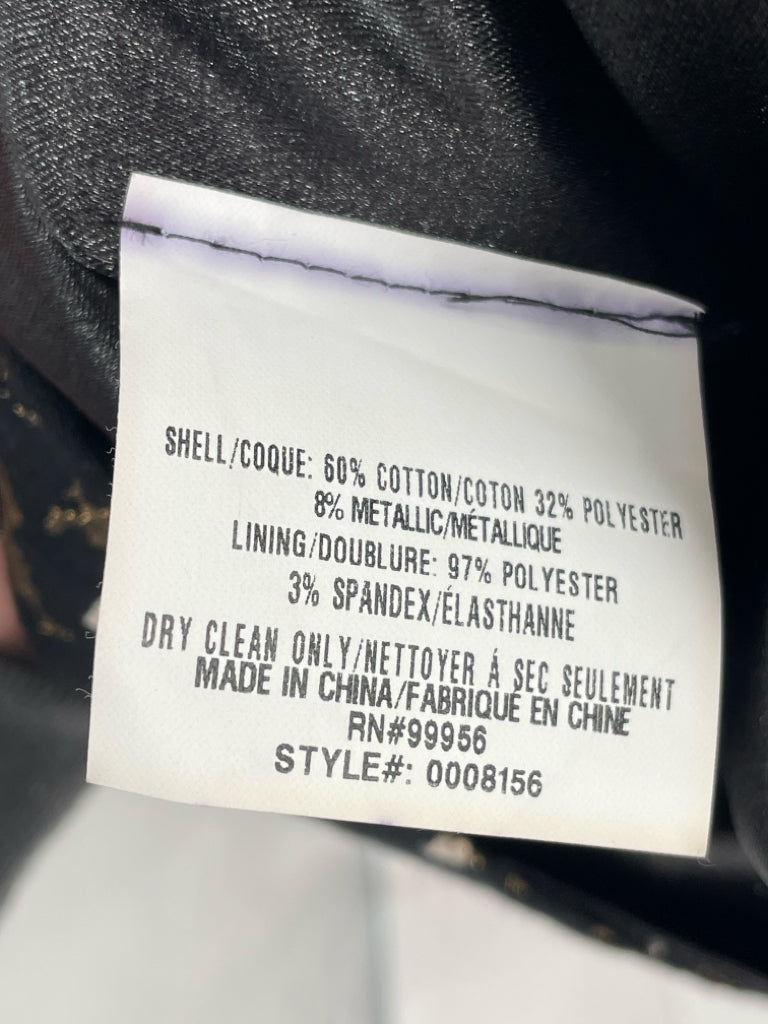 SHELL/COQUE: 60% COTTON/COTON 32% POLYESTER
8% METALLIC/MÉTALLIQUE
LINING/DOUBLURE: 97% POLYESTER
3% SPANDEX/ÉLASTHANNE
DRY CLEAN ONLY/NETTOYER Á SEC SEULEMENT
MADE IN CHINA/FABRIQUÉ EN CHINE
RN#99956
STYLE#: 0008156